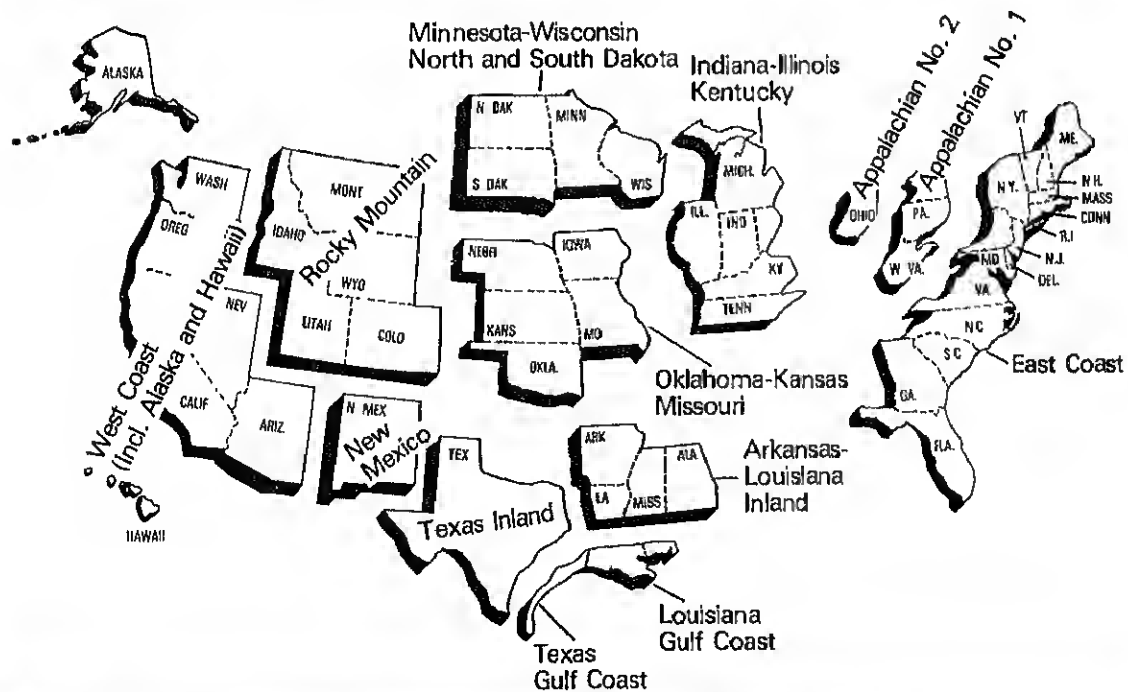 ALASKA
Minnesota-Wisconsin
North and South Dakota
Indiana-Illinois
Kentucky
Appalachian No. 2
Appalachian No. 1
WASH
OREG
NEV
CALIF
ARIZ.
West Coast
(Incl. Alaska and Hawaii)
HAWAII
MONT
IDAHO
WYO
UTAH
COLO
Rocky Mountain
N MEX
New
Mexico
N DAK
MINN
S DAK
WIS
NEBR
IOWA
KANS
MO
OKLA.
Oklahoma-Kansas
Missouri
MICH.
ILL.
IND
KY
TENN
OHIO
PA.
W VA.
VT
ME.
N.Y.
N H.
MASS
CONN
R.I
N.J.
DEL.
MD
VA.
N C
S C
GA.
FLA.
East Coast
TEX
Texas Inland
ARK
ALA
LA
MISS
Arkansas-
Louisiana
Inland
Louisiana
Gulf Coast
Texas
Gulf Coast